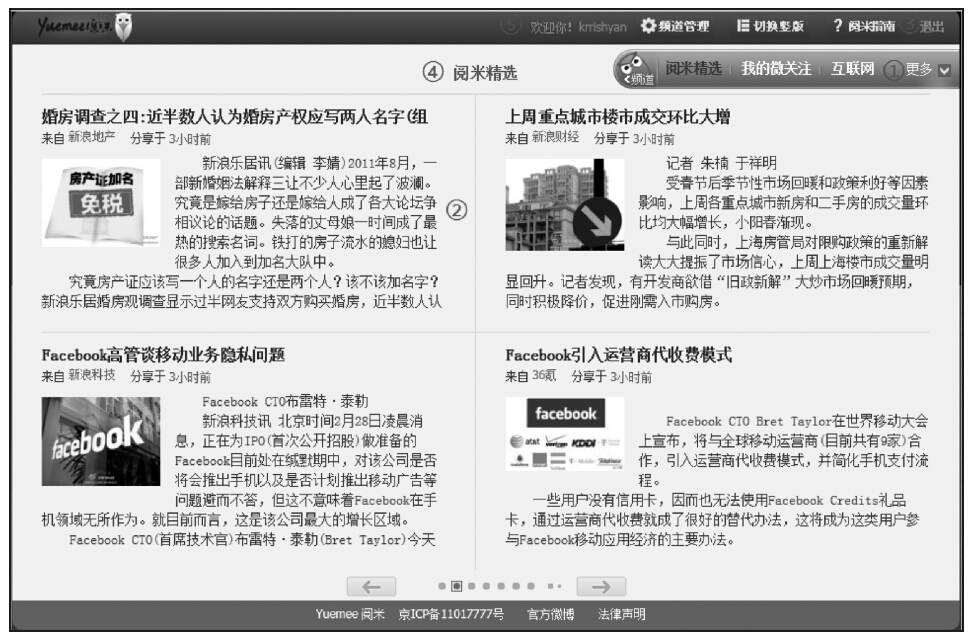 Yuemee阅米
⑤ 欢迎你! krrishyan 频道管理 切换竖版 ? 阅米指南 ③ 退出
④ 阅米精选
<频道 阅米精选 我的微关注 互联网 ① 更多
婚房调查之四:近半数人认为婚房产权应写两人名字(组
来自 新浪地产 分享于 3小时前
房产证加名
免税
新浪乐居讯(编辑 李婧)2011年8月，一
部新婚姻法解释三让不少人心里起了波澜。
究竟是嫁给房子还是嫁给人成了各大论坛争
相议论的话题。失落的丈母娘一时间成了最
热的搜索名词。铁打的房子流水的媳妇也让
很多人加入到加名大队中。
究竟房产证应该写一个人的名字还是两个人？该不该加名字？
新浪乐居婚房现调查显示过半网友支持双方购买婚房，近半数人认
②
上周重点城市楼市成交环比大增
来自 新浪财经 分享于 3小时前
记者 朱楠 于祥明
受春节后季节性市场回暖和政策利好等因素
影响，上周各重点城市新房和二手房的成交量环
比均大幅增长，小阳春渐现。
与此同时，上海房管局对限购政策的重新解
读大大提振了市场信心，上周上海楼市成交量明
显回升。记者发现，有开发商欲借“旧政新解”大炒市场回暖预期，
同时积极降价，促进刚需入市购房。
Facebook高管谈移动业务隐私问题
来自 新浪科技 分享于 3小时前
facebook
Facebook CTO布雷特·泰勒
新浪科技讯 北京时间2月28日凌晨消
息，正在为IPO(首次公开招股)做准备的
Facebook目前处在缄默期中，对该公司是否
将会推出手机以及是否计划推出移动广告等
问题避而不答，但这不意味着Facebook在手
机领域无所作为。就目前而言，这是该公司最大的增长区域。
Facebook CTO(首席技术官)布雷特·泰勒(Bret Taylor)今天
Facebook引入运营商代收费模式
来自 36氪 分享于 3小时前
facebook
at&t verizon KDDI
vodafone
Facebook CTO Bret Taylor在世界移动大会
上宣布，将与全球移动运营商(目前共有9家)合
作，引入运营商代收费模式，并简化手机支付流
程。
一些用户没有信用卡，因而也无法使用Facebook Credits礼品
卡，通过运营商代收费就成了很好的替代办法，这将成为这类用户参
与Facebook移动应用经济的主要办法。
Yuemee 阅米 京ICP备11017777号 官方微博 法律声明